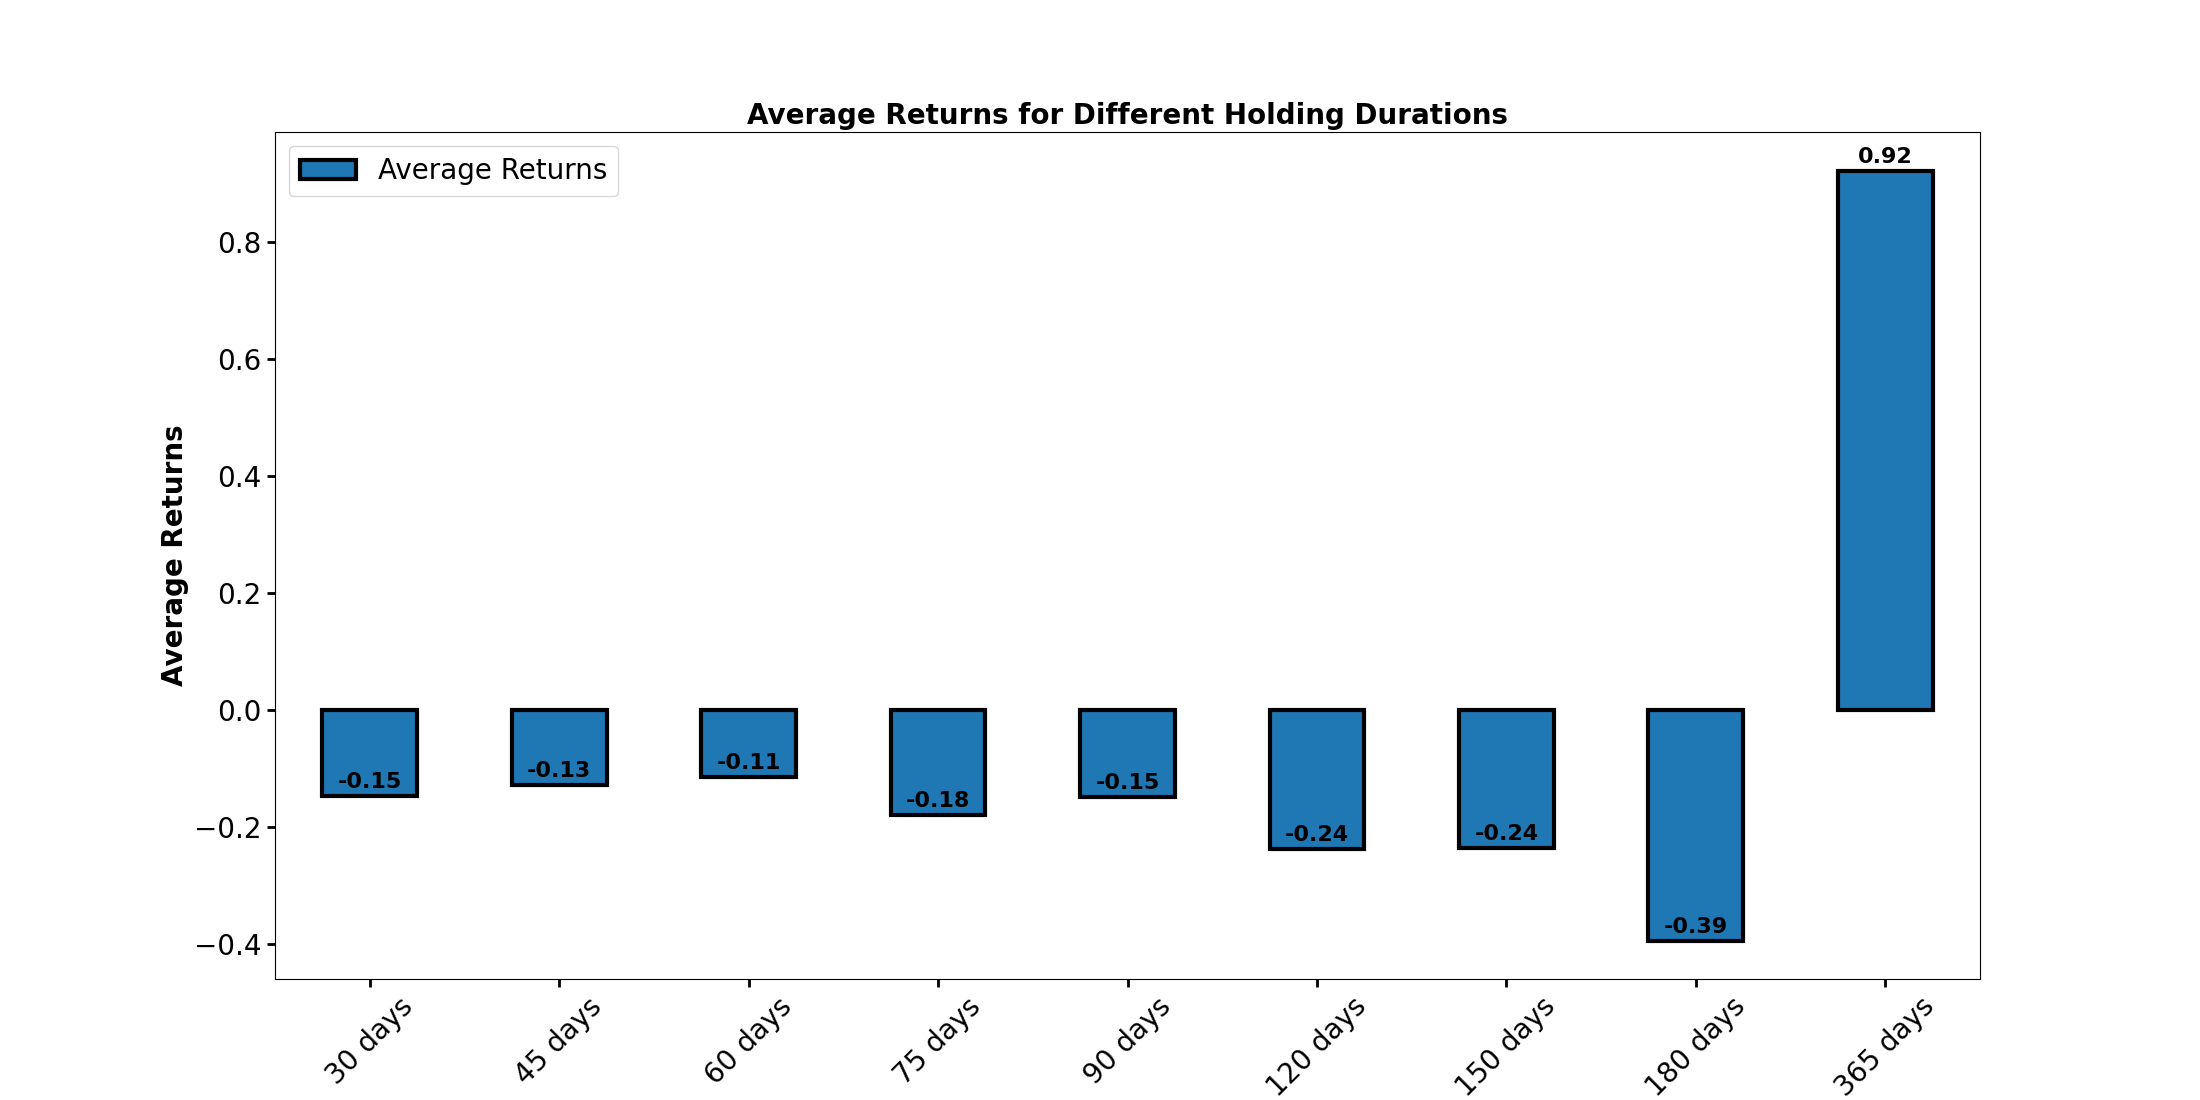 Average Returns for Different Holding Durations
Average Returns
0.92
0.8
0.6
0.4
0.2
0.0
−0.2
−0.4
Average Returns
-0.15
-0.13
-0.11
-0.18
-0.15
-0.24
-0.24
-0.39
30 days
45 days
60 days
75 days
90 days
120 days
150 days
180 days
365 days